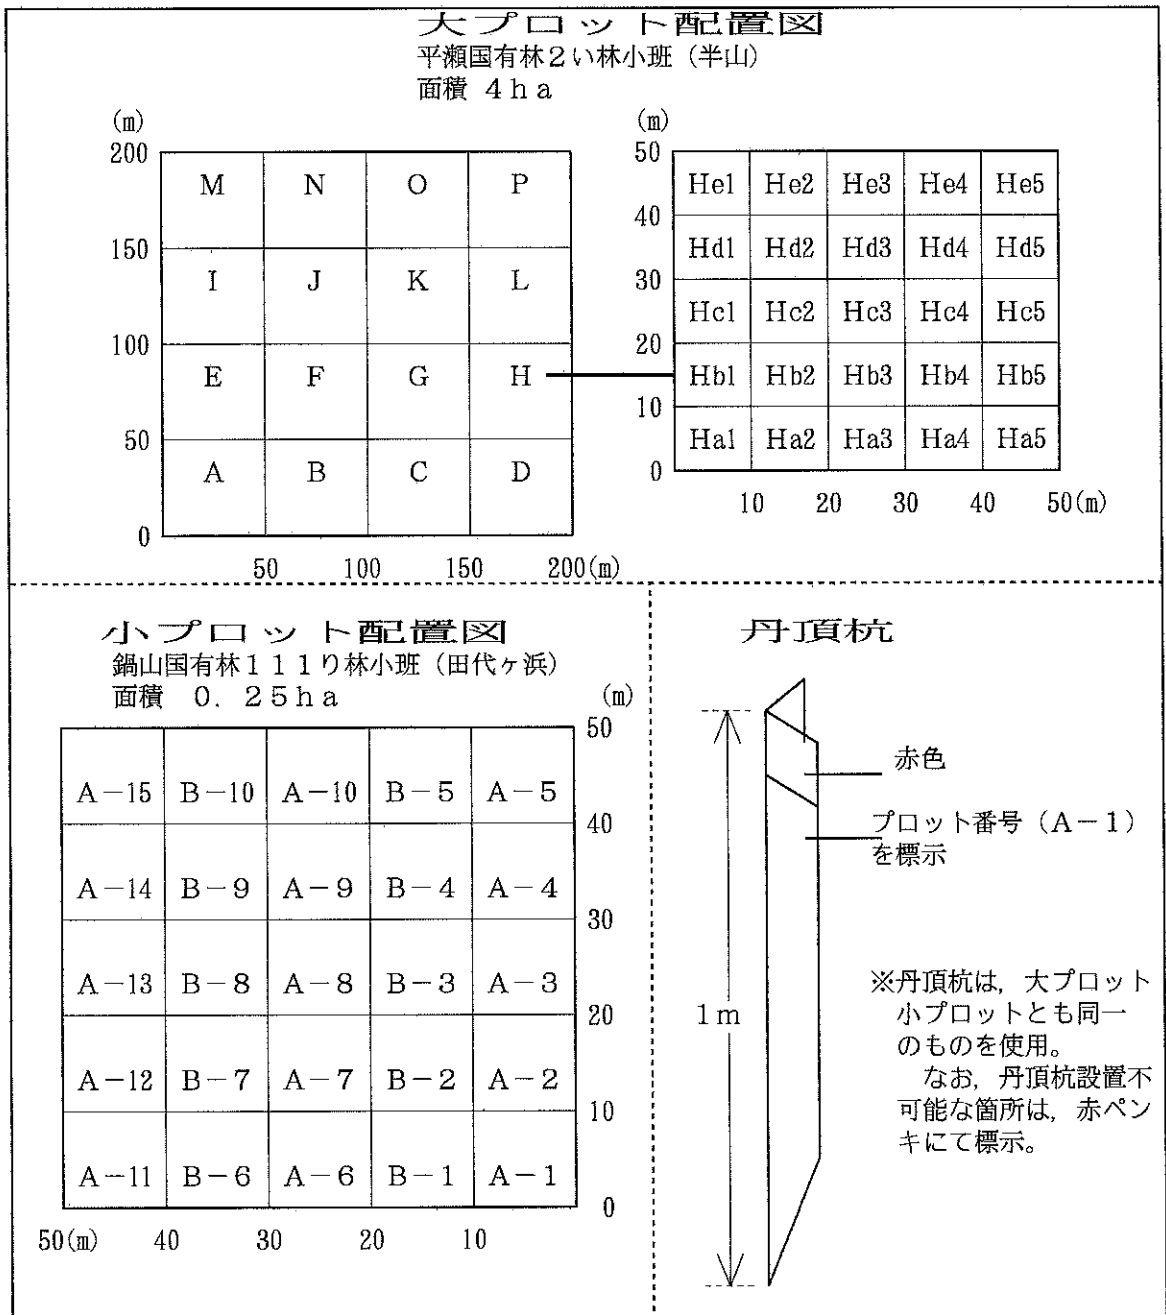 大プロット配置図
平瀬国有林2い林小班(半山)
面積 4ha
(m)
200
M N O P
150
I J K L
100
E F G H
50
A B C D
0
50 100 150 200(m)
(m)
50
He1 He2 He3 He4 He5
40
Hd1 Hd2 Hd3 Hd4 Hd5
30
Hc1 Hc2 Hc3 Hc4 Hc5
20
Hb1 Hb2 Hb3 Hb4 Hb5
10
Ha1 Ha2 Ha3 Ha4 Ha5
0
10 20 30 40 50(m)
小プロット配置図
鍋山国有林111り林小班(田代ヶ浜)
面積 0.25ha
(m)
50
A-15 B-10 A-10 B-5 A-5
40
A-14 B-9 A-9 B-4 A-4
30
A-13 B-8 A-8 B-3 A-3
20
A-12 B-7 A-7 B-2 A-2
10
A-11 B-6 A-6 B-1 A-1
0
50(m) 40 30 20 10
丹頂杭
赤色
プロット番号(A-1)
を標示
1m
※丹頂杭は,大プロット
小プロットとも同一
のものを使用。
なお,丹頂杭設置不
可能な箇所は,赤ペン
キにて標示。